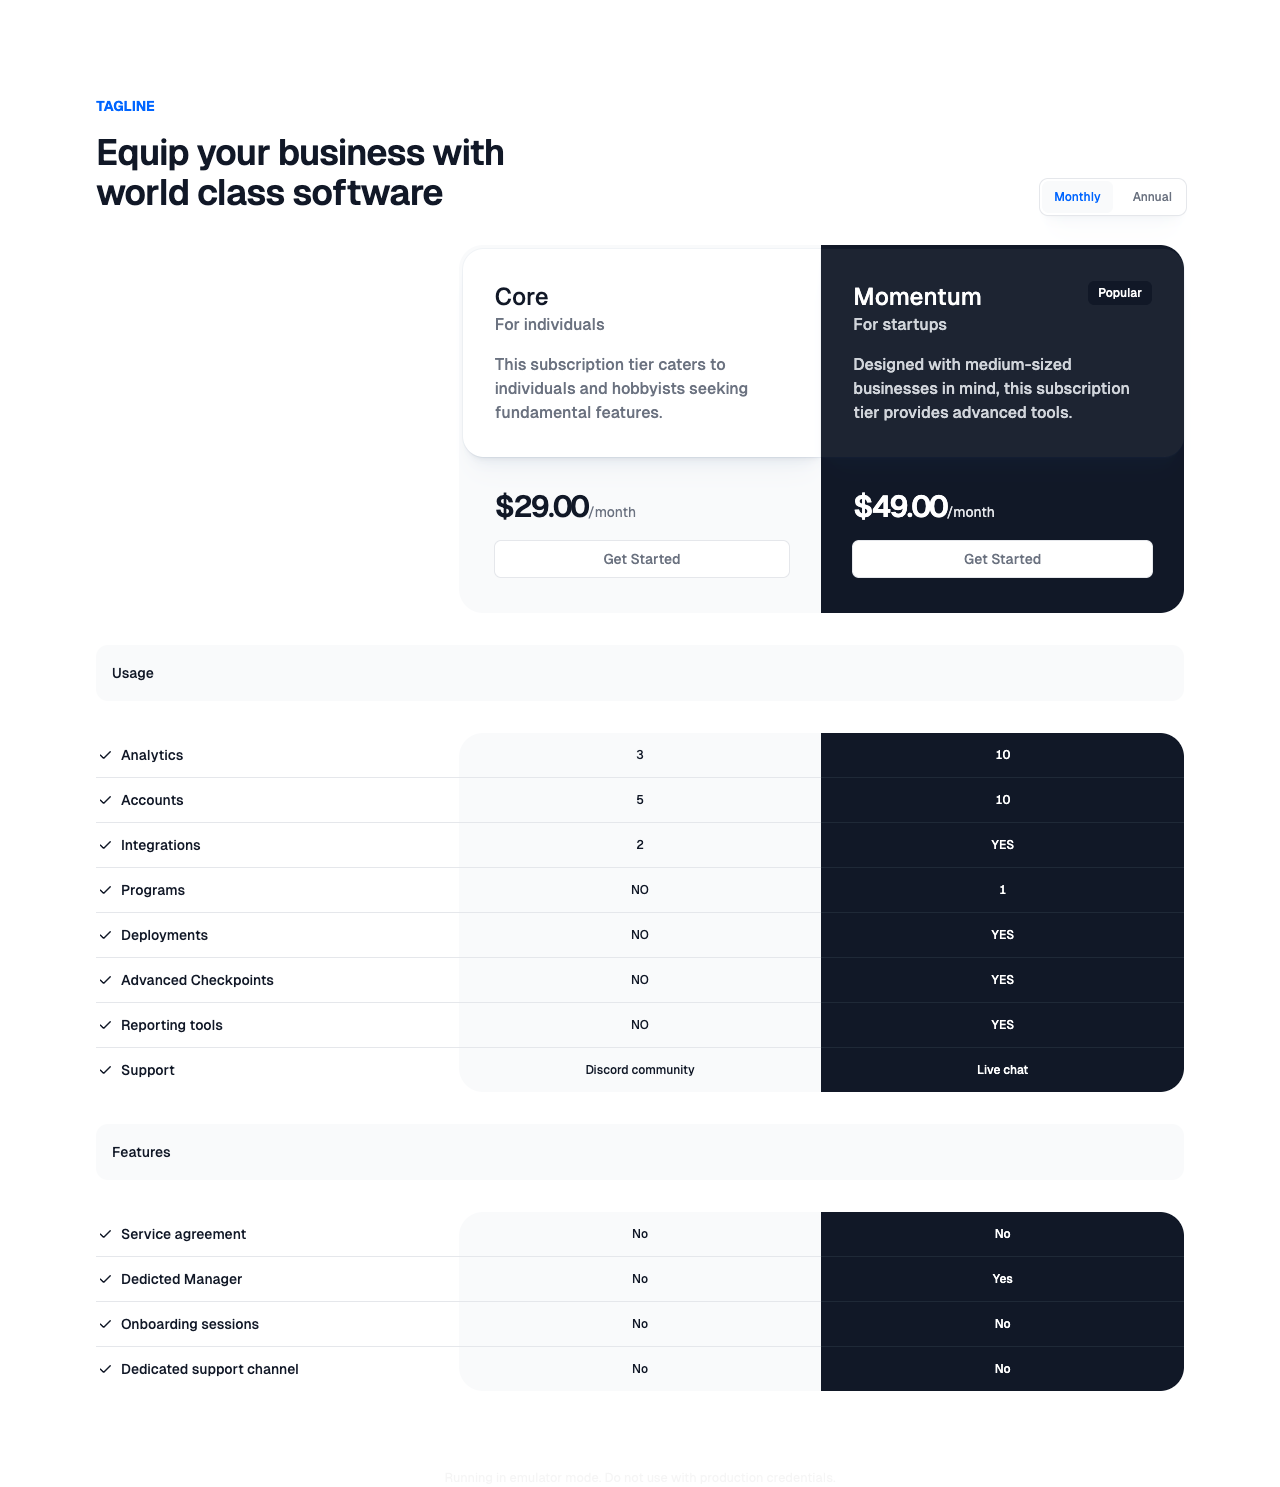 TAGLINE
Equip your business with
world class software
Monthly Annual
Core
For individuals
This subscription tier caters to
individuals and hobbyists seeking
fundamental features.
Momentum
Popular
For startups
Designed with medium-sized
businesses in mind, this subscription
tier provides advanced tools.
$29.00/month
Get Started
$49.00/month
Get Started
Usage
Analytics 3 10
Accounts 5 10
Integrations 2 YES
Programs NO 1
Deployments NO YES
Advanced Checkpoints NO YES
Reporting tools NO YES
Support Discord community Live chat
Features
Service agreement No No
Dedicted Manager No Yes
Onboarding sessions No No
Dedicated support channel No No
Running in emulator mode. Do not use with production credentials.